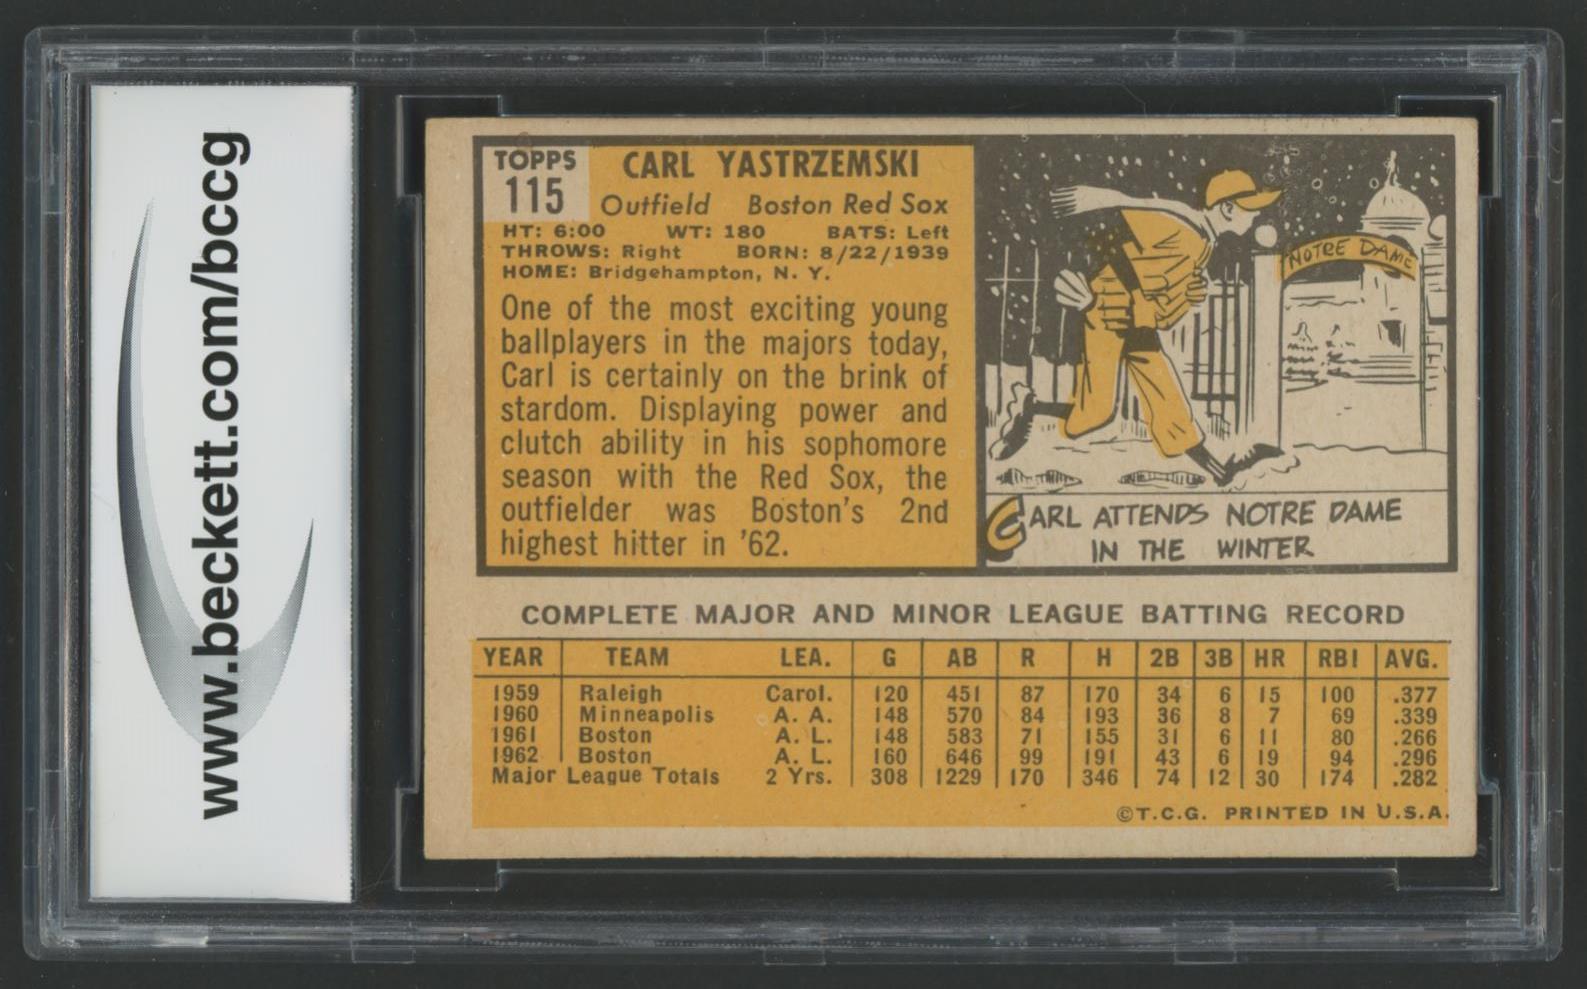 www.beckett.com/bccg
TOPPS
115
CARL YASTRZEMSKI
Outfield Boston Red Sox
HT: 6:00 WT: 180 BATS: Left
THROWS: Right BORN: 8/22/1939
HOME: Bridgehampton, N. Y.
One of the most exciting young
ballplayers in the majors today,
Carl is certainly on the brink of
stardom. Displaying power and
clutch ability in his sophomore
season with the Red Sox, the
outfielder was Boston's 2nd
highest hitter in '62.
NOTRE DAME
CARL ATTENDS NOTRE DAME
IN THE WINTER
COMPLETE MAJOR AND MINOR LEAGUE BATTING RECORD
YEAR TEAM LEA. G AB R H 2B 3B HR RBI AVG.
1959 Raleigh Carol. 120 451 87 170 34 6 15 100 .377
1960 Minneapolis A. A. 148 570 84 193 36 8 7 69 .339
1961 Boston A. L. 148 583 71 155 31 6 11 80 .266
1962 Boston A. L. 160 646 99 191 43 6 19 94 .296
Major League Totals 2 Yrs. 308 1229 170 346 74 12 30 174 .282
©T.C.G. PRINTED IN U.S.A.